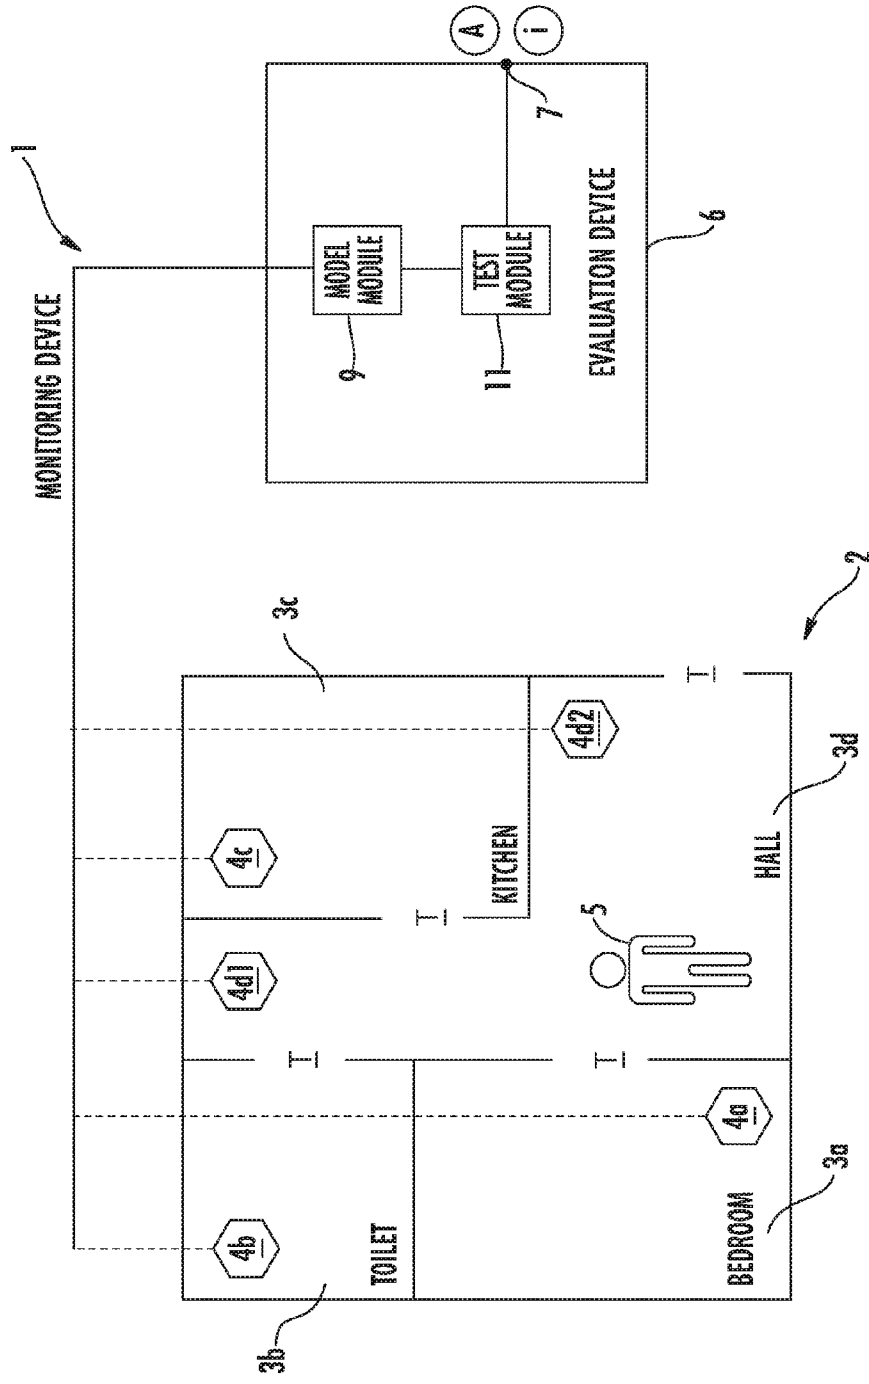 1
MONITORING DEVICE
MODEL
MODULE
9
TEST
MODULE
11
EVALUATION DEVICE
6
7
A
i
2
3c
4b
4d1
4c
4d2
4a
TOILET
3b
KITCHEN
5
HALL
3d
BEDROOM
3a